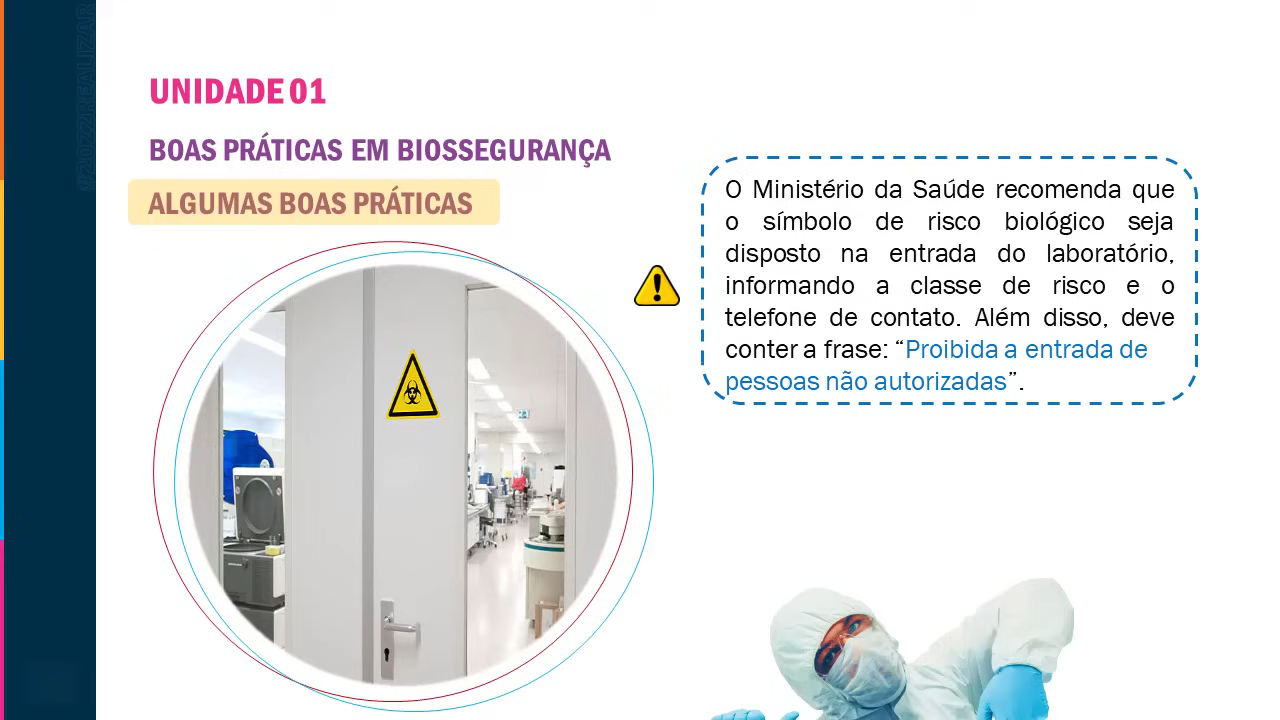 UNIDADE 01
BOAS PRÁTICAS EM BIOSSEGURANÇA
ALGUMAS BOAS PRÁTICAS
O Ministério da Saúde recomenda que
o símbolo de risco biológico seja
disposto na entrada do laboratório,
informando a classe de risco e o
telefone de contato. Além disso, deve
conter a frase: “Proibida a entrada de
pessoas não autorizadas”.